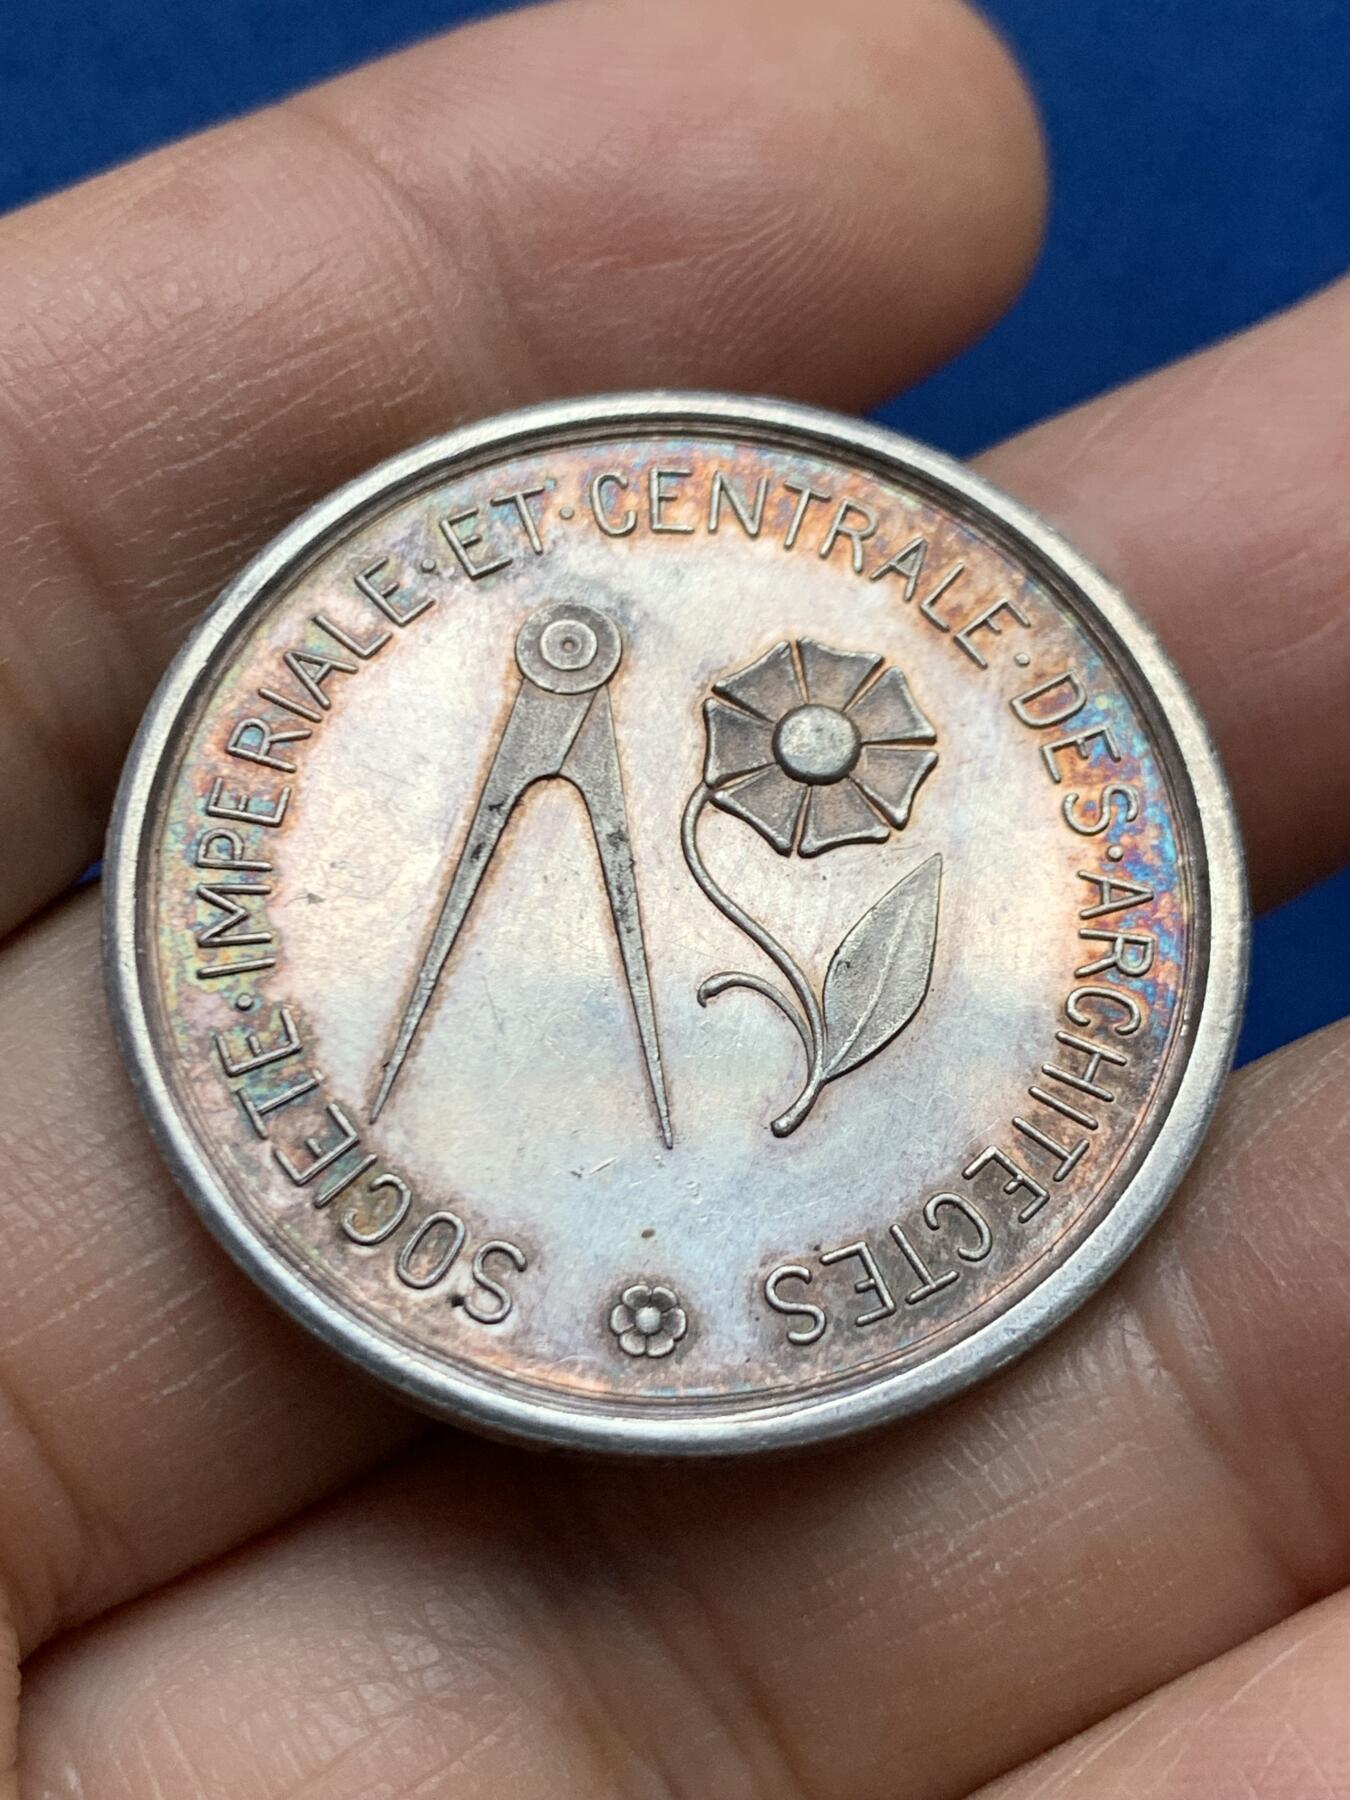 SOCIETE · IMPERIALE · ET · CENTRALE · DES · ARCHITECTES